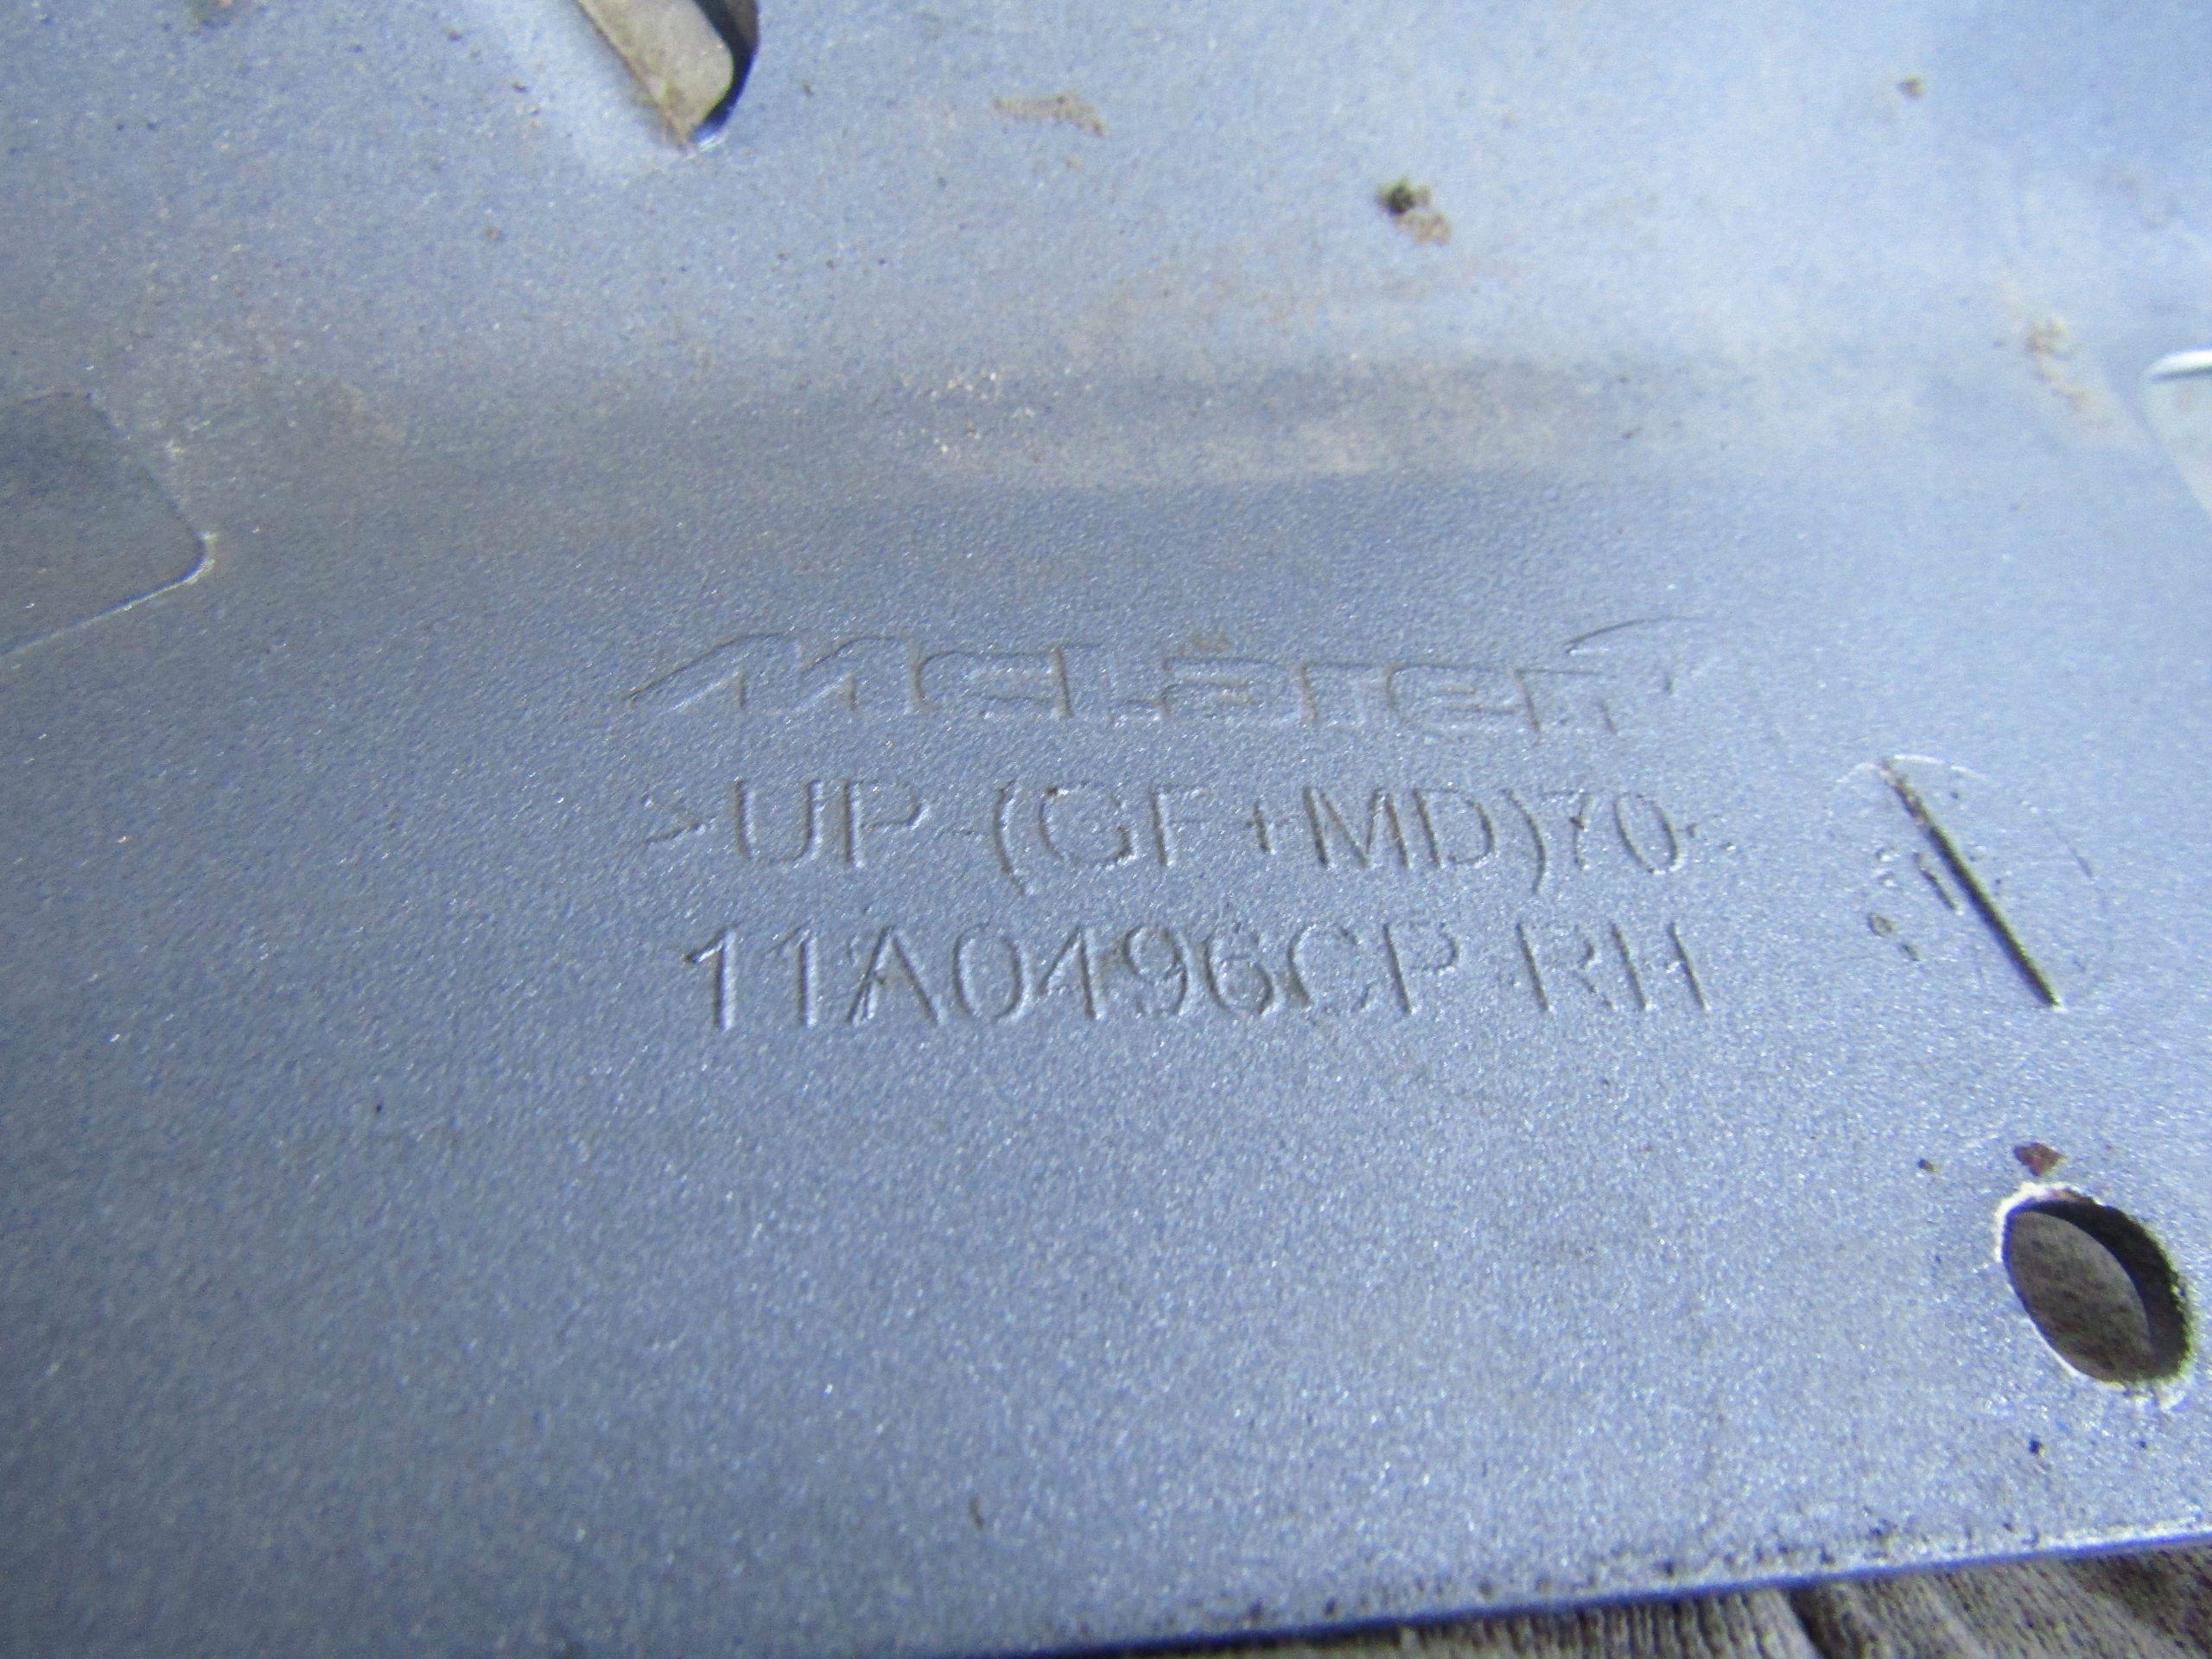 McLaren
>UP-(GF+MD)70<
11A0496CP RH